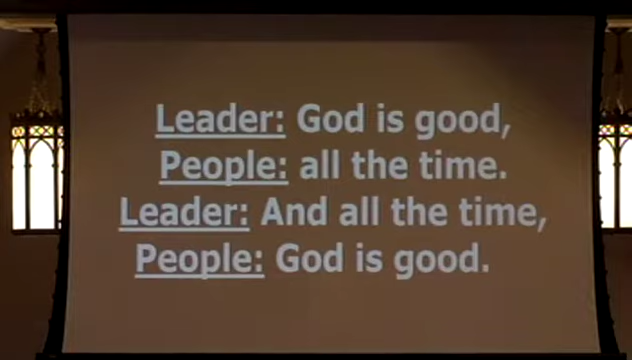 Leader: God is good,
People: all the time.
Leader: And all the time,
People: God is good.